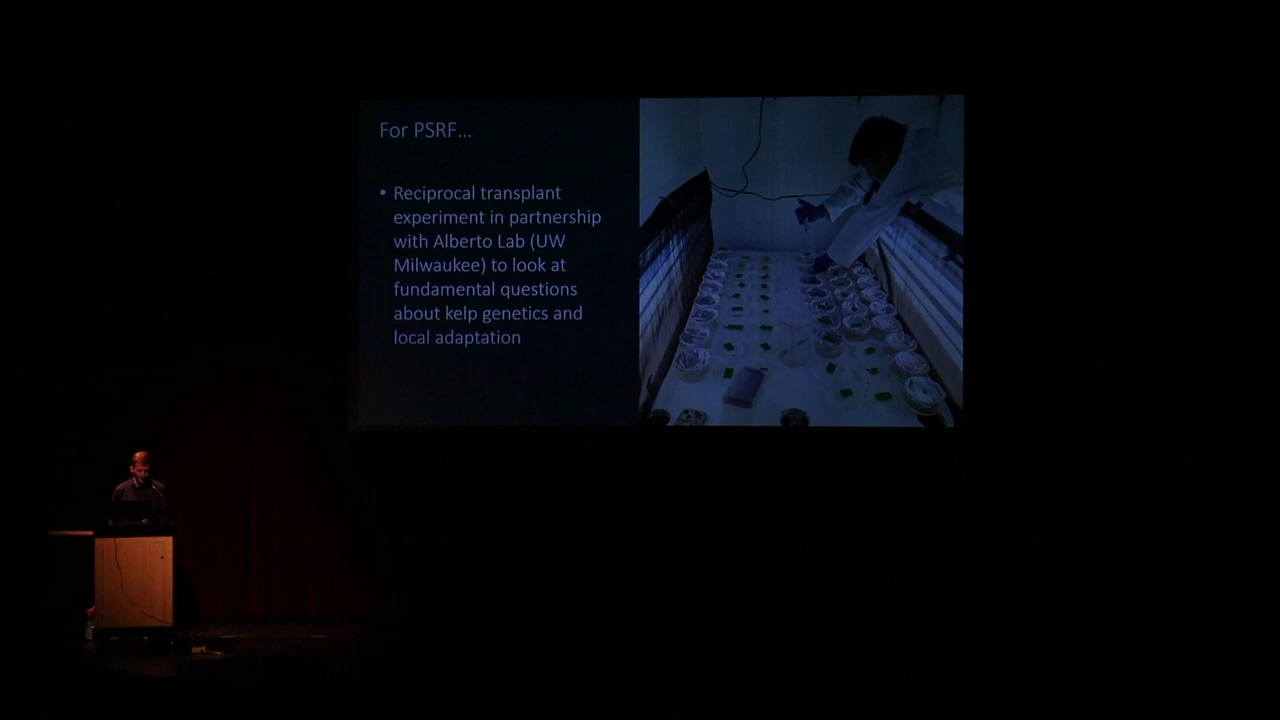 For PSRF...
• Reciprocal transplant
experiment in partnership
with Alberto Lab (UW
Milwaukee) to look at
fundamental questions
about kelp genetics and
local adaptation